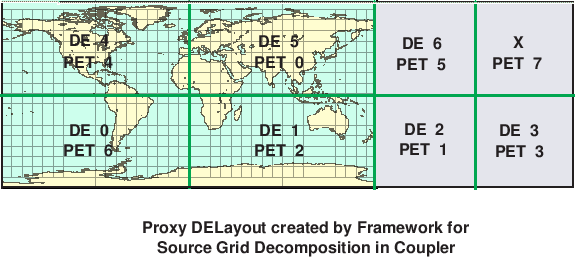 DE 4
PET 4
DE 5
PET 0
DE 6
PET 5
X
PET 7
DE 0
PET 6
DE 1
PET 2
DE 2
PET 1
DE 3
PET 3
Proxy DELayout created by Framework for
Source Grid Decomposition in Coupler